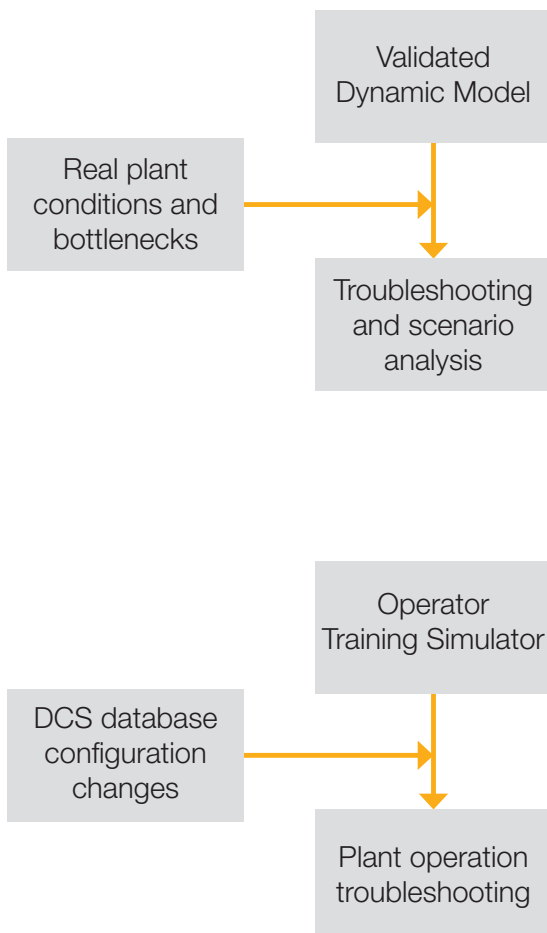 Validated
Dynamic Model
Real plant
conditions and
bottlenecks
Troubleshooting
and scenario
analysis
Operator
Training Simulator
DCS database
configuration
changes
Plant operation
troubleshooting